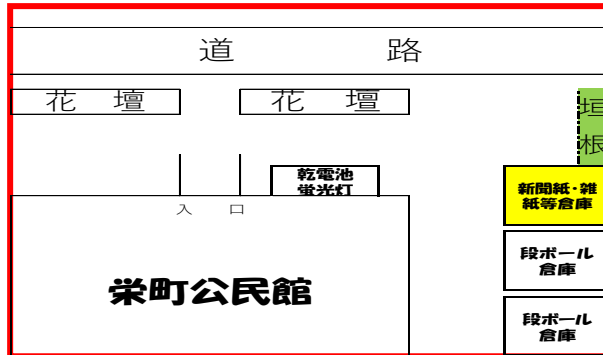 道 路
花 壇
花 壇
垣
根
乾電池
蛍光灯
新聞紙・雑
紙等倉庫
入 口
段ボール
倉庫
栄町公民館
段ボール
倉庫